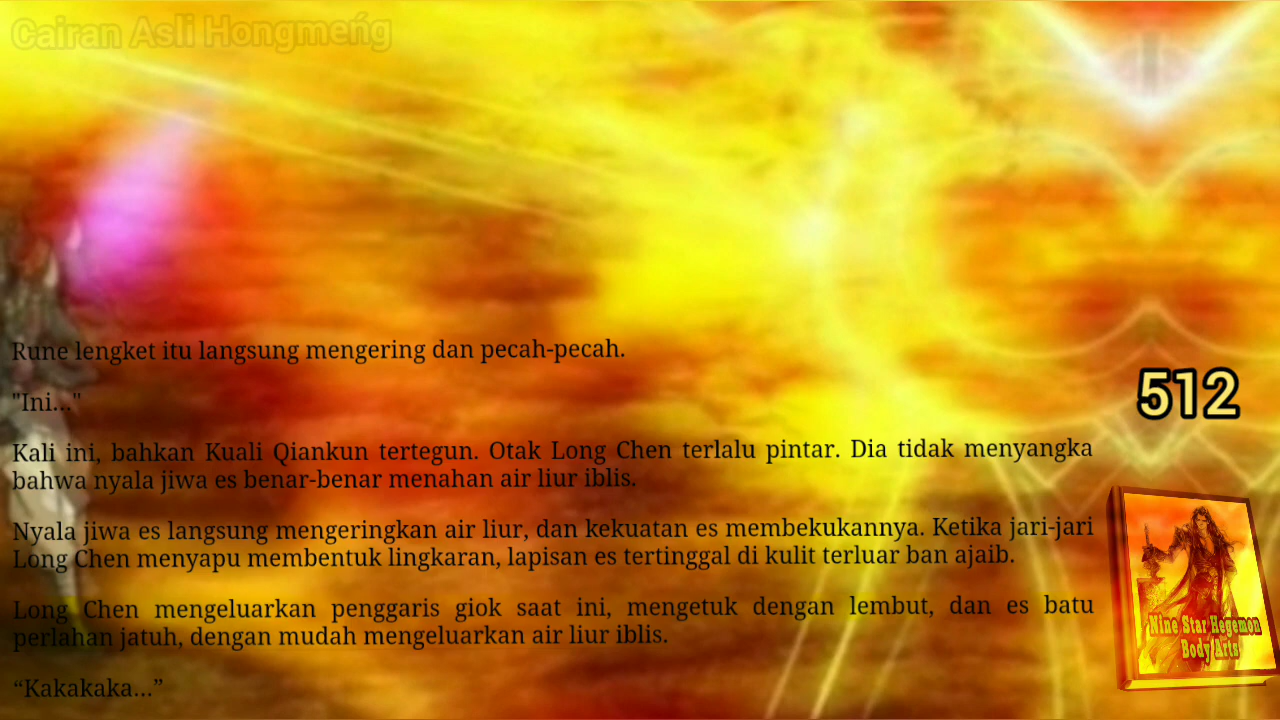 Cairan Asli Hongmeńg
Rune lengket itu langsung mengering dan pecah-pecah.
"Ini..."
Kali ini, bahkan Kuali Qiankun tertegun. Otak Long Chen terlalu pintar. Dia tidak menyangka
bahwa nyala jiwa es benar-benar menahan air liur iblis.
Nyala jiwa es langsung mengeringkan air liur, dan kekuatan es membekukannya. Ketika jari-jari
Long Chen menyapu membentuk lingkaran, lapisan es tertinggal di kulit terluar ban ajaib.
Long Chen mengeluarkan penggaris giok saat ini, mengetuk dengan lembut, dan es batu
perlahan jatuh, dengan mudah mengeluarkan air liur iblis.
“Kakakaka...”
512
Nine Star Hegemon
Body Arts